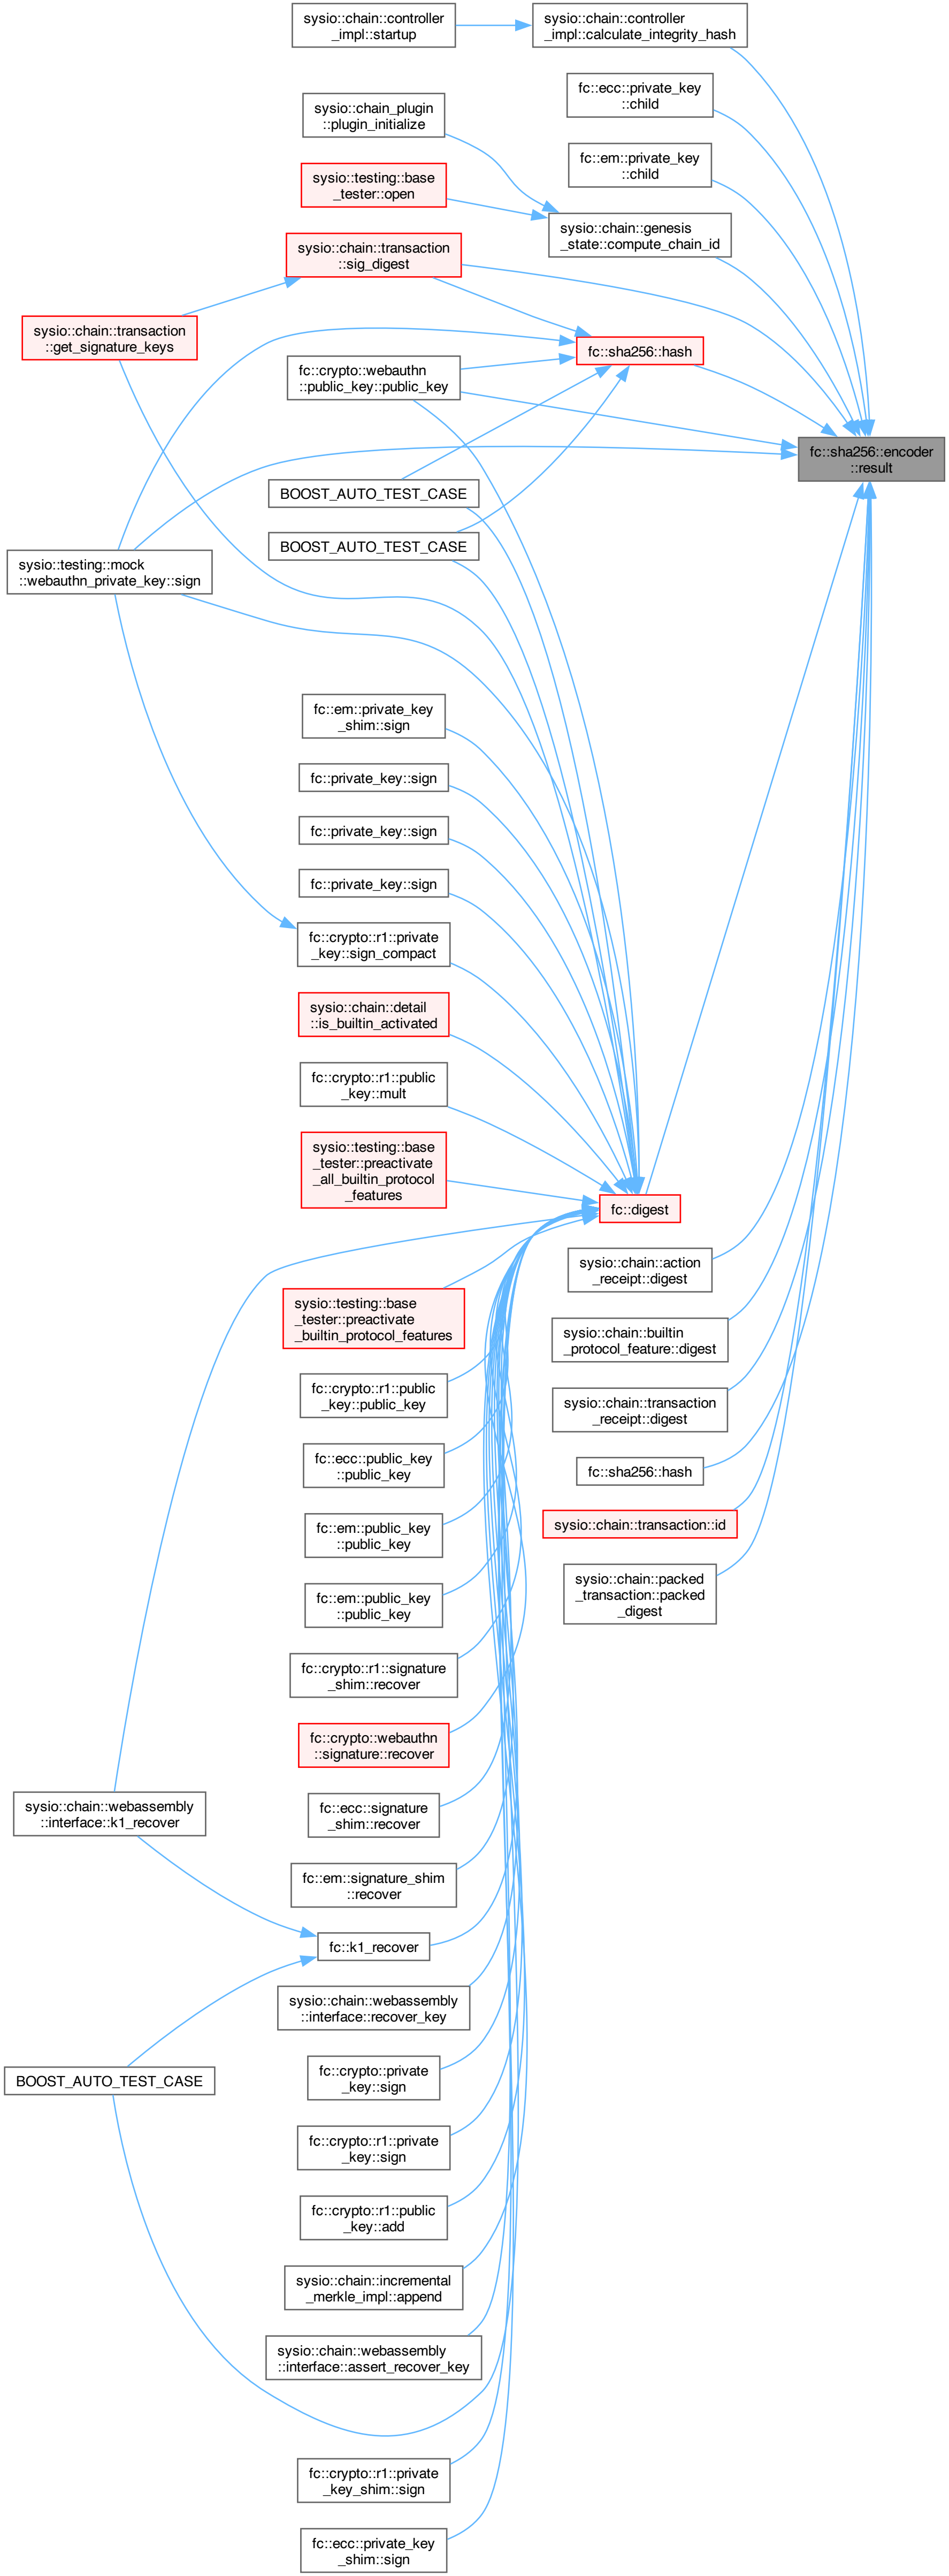 sysio::chain::controller
_impl::startup
sysio::chain::controller
_impl::calculate_integrity_hash
fc::ecc::private_key
::child
sysio::chain_plugin
::plugin_initialize
fc::em::private_key
::child
sysio::testing::base
_tester::open
sysio::chain::genesis
_state::compute_chain_id
sysio::chain::transaction
::sig_digest
sysio::chain::transaction
::get_signature_keys
fc::sha256::hash
fc::crypto::webauthn
::public_key::public_key
fc::sha256::encoder
::result
BOOST_AUTO_TEST_CASE
BOOST_AUTO_TEST_CASE
sysio::testing::mock
::webauthn_private_key::sign
fc::em::private_key
_shim::sign
fc::private_key::sign
fc::private_key::sign
fc::private_key::sign
fc::crypto::r1::private
_key::sign_compact
sysio::chain::detail
::is_builtin_activated
fc::crypto::r1::public
_key::mult
sysio::testing::base
_tester::preactivate
_all_builtin_protocol
_features
fc::digest
sysio::chain::action
_receipt::digest
sysio::testing::base
_tester::preactivate
_builtin_protocol_features
sysio::chain::builtin
_protocol_feature::digest
fc::crypto::r1::public
_key::public_key
sysio::chain::transaction
_receipt::digest
fc::ecc::public_key
::public_key
fc::sha256::hash
fc::em::public_key
::public_key
sysio::chain::transaction::id
fc::em::public_key
::public_key
sysio::chain::packed
_transaction::packed
_digest
fc::crypto::r1::signature
_shim::recover
fc::crypto::webauthn
::signature::recover
sysio::chain::webassembly
::interface::k1_recover
fc::ecc::signature
_shim::recover
fc::em::signature_shim
::recover
fc::k1_recover
sysio::chain::webassembly
::interface::recover_key
BOOST_AUTO_TEST_CASE
fc::crypto::private
_key::sign
fc::crypto::r1::private
_key::sign
fc::crypto::r1::public
_key::add
sysio::chain::incremental
_merkle_impl::append
sysio::chain::webassembly
::interface::assert_recover_key
fc::crypto::r1::private
_key_shim::sign
fc::ecc::private_key
_shim::sign